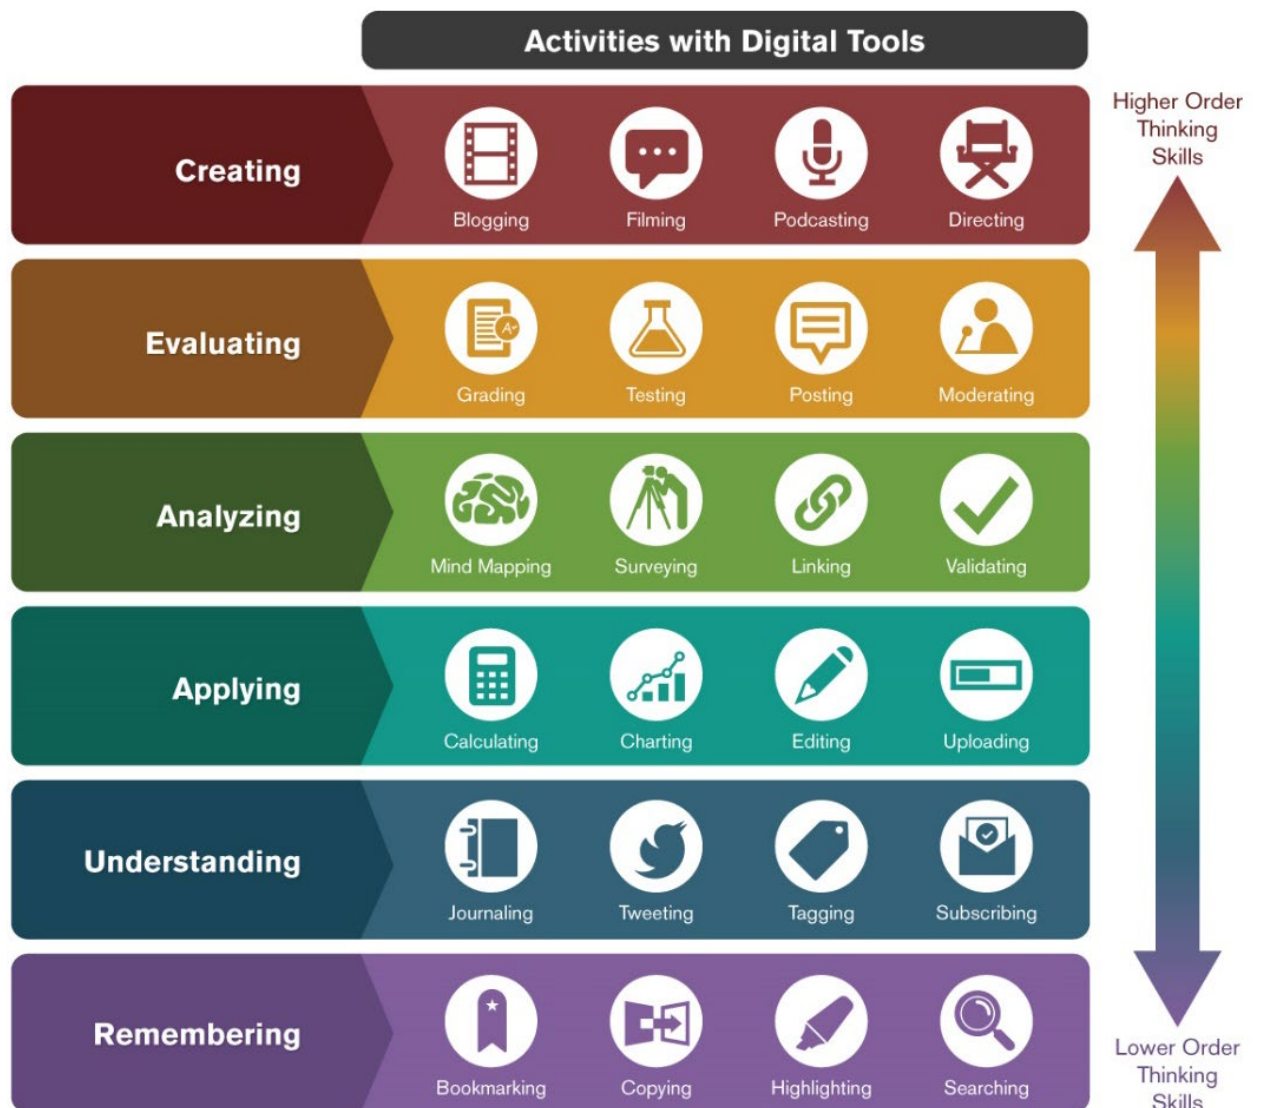 Activities with Digital Tools
Higher Order
Thinking
Skills
Creating
Blogging
Filming
Podcasting
Directing
Evaluating
A+
Grading
Testing
Posting
Moderating
Analyzing
Mind Mapping
Surveying
Linking
Validating
Applying
Calculating
Charting
Editing
Uploading
Understanding
Journaling
Tweeting
Tagging
Subscribing
Remembering
Bookmarking
Copying
Highlighting
Searching
Lower Order
Thinking
Skills